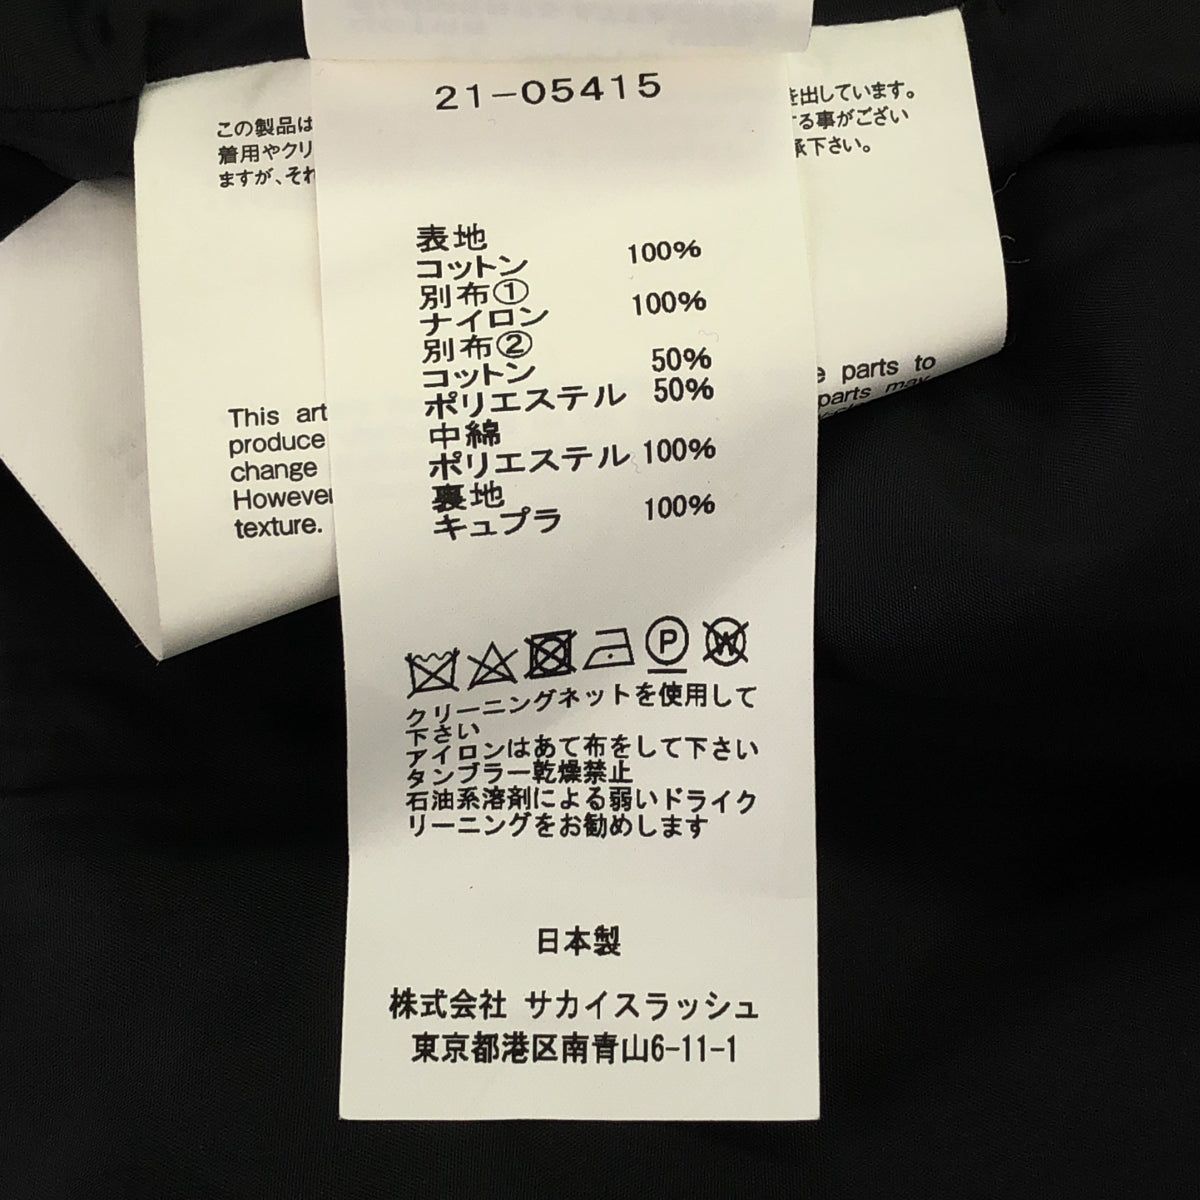 21-05415
この製品は
着用やクリ
ますが、それ
を出しています。
する事がござい
承下さい。
表地
コットン 100%
別布①
ナイロン 100%
別布②
コットン 50%
ポリエステル 50%
中綿
ポリエステル 100%
裏地
キュプラ 100%
This art
produce
change
However
texture.
parts to
parts may
P
W
クリーニングネットを使用して
下さい
アイロンはあて布をして下さい
タンブラー乾燥禁止
石油系溶剤による弱いドライク
リーニングをお勧めします
日本製
株式会社 サカイスラッシュ
東京都港区南青山6-11-1